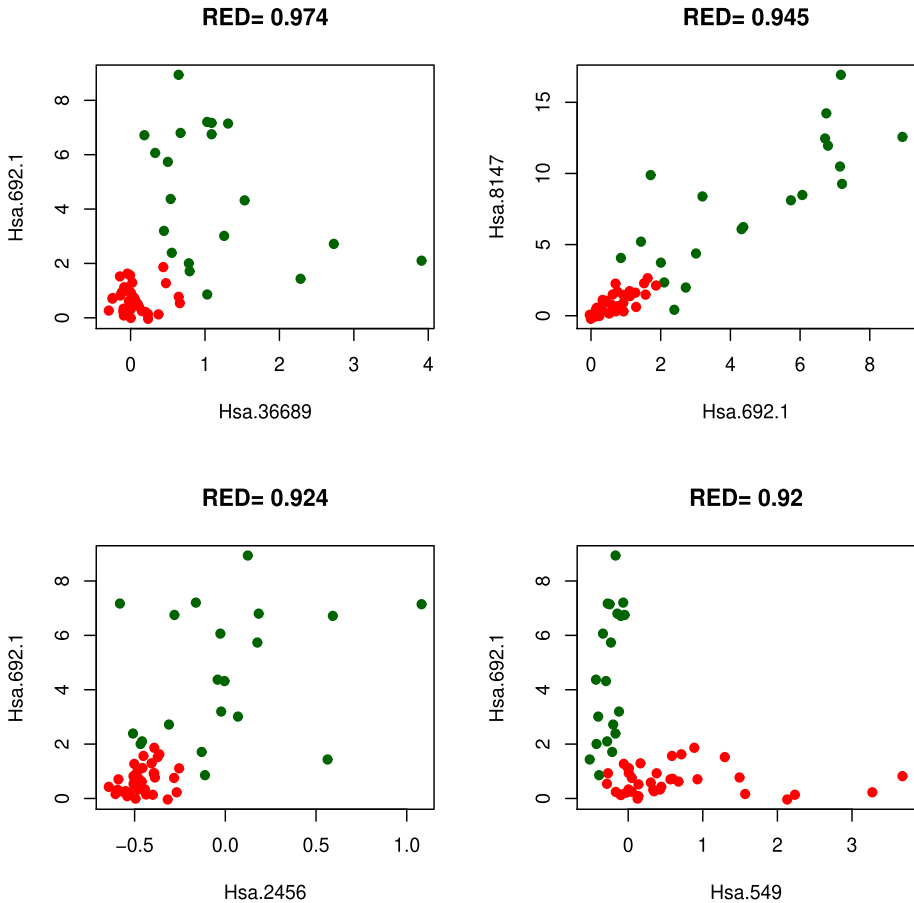 RED= 0.974
8
6
4
2
0
Hsa.692.1
0 1 2 3 4
Hsa.36689
RED= 0.945
15
10
5
0
Hsa.8147
0 2 4 6 8
Hsa.692.1
RED= 0.924
8
6
4
2
0
Hsa.692.1
−0.5 0.0 0.5 1.0
Hsa.2456
RED= 0.92
8
6
4
2
0
Hsa.692.1
0 1 2 3
Hsa.549